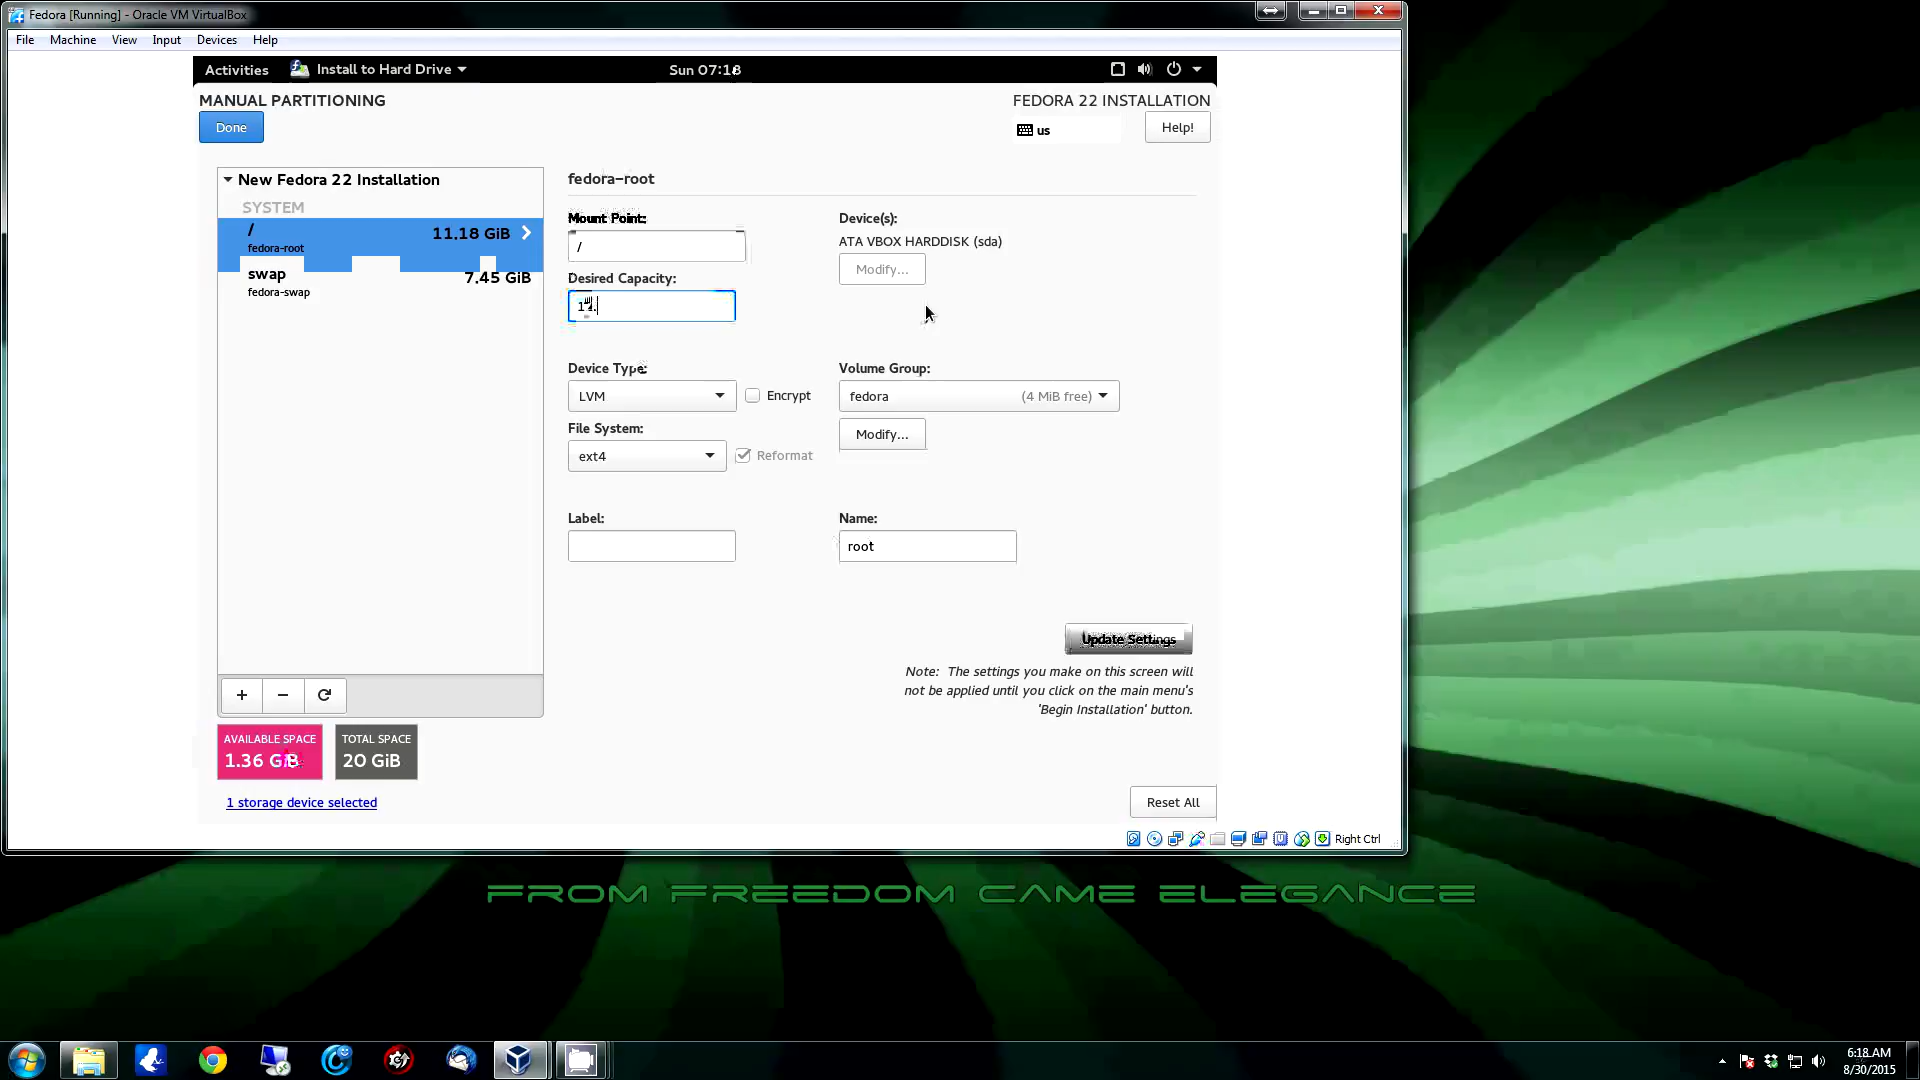 Fedora [Running] - Oracle VM VirtualBox
File Machine View Input Devices Help
Activities Install to Hard Drive Sun 07:18
MANUAL PARTITIONING
FEDORA 22 INSTALLATION
Done
us
Help!
New Fedora 22 Installation
SYSTEM
/ 11.18 GiB
fedora-root
swap 7.45 GiB
fedora-swap
fedora-root
Mount Point:
/
Desired Capacity:
Device(s):
ATA VBOX HARDDISK (sda)
Modify...
Device Type:
LVM
Encrypt
Volume Group:
fedora (4 MiB free)
File System:
ext4
Reformat
Modify...
Label:
Name:
root
Update Settings
Note: The settings you make on this screen will
not be applied until you click on the main menu's
'Begin Installation' button.
+ −
AVAILABLE SPACE
1.36 GiB
TOTAL SPACE
20 GiB
1 storage device selected
Reset All
Right Ctrl
FROM FREEDOM CAME ELEGANCE
6:18 AM
8/30/2015